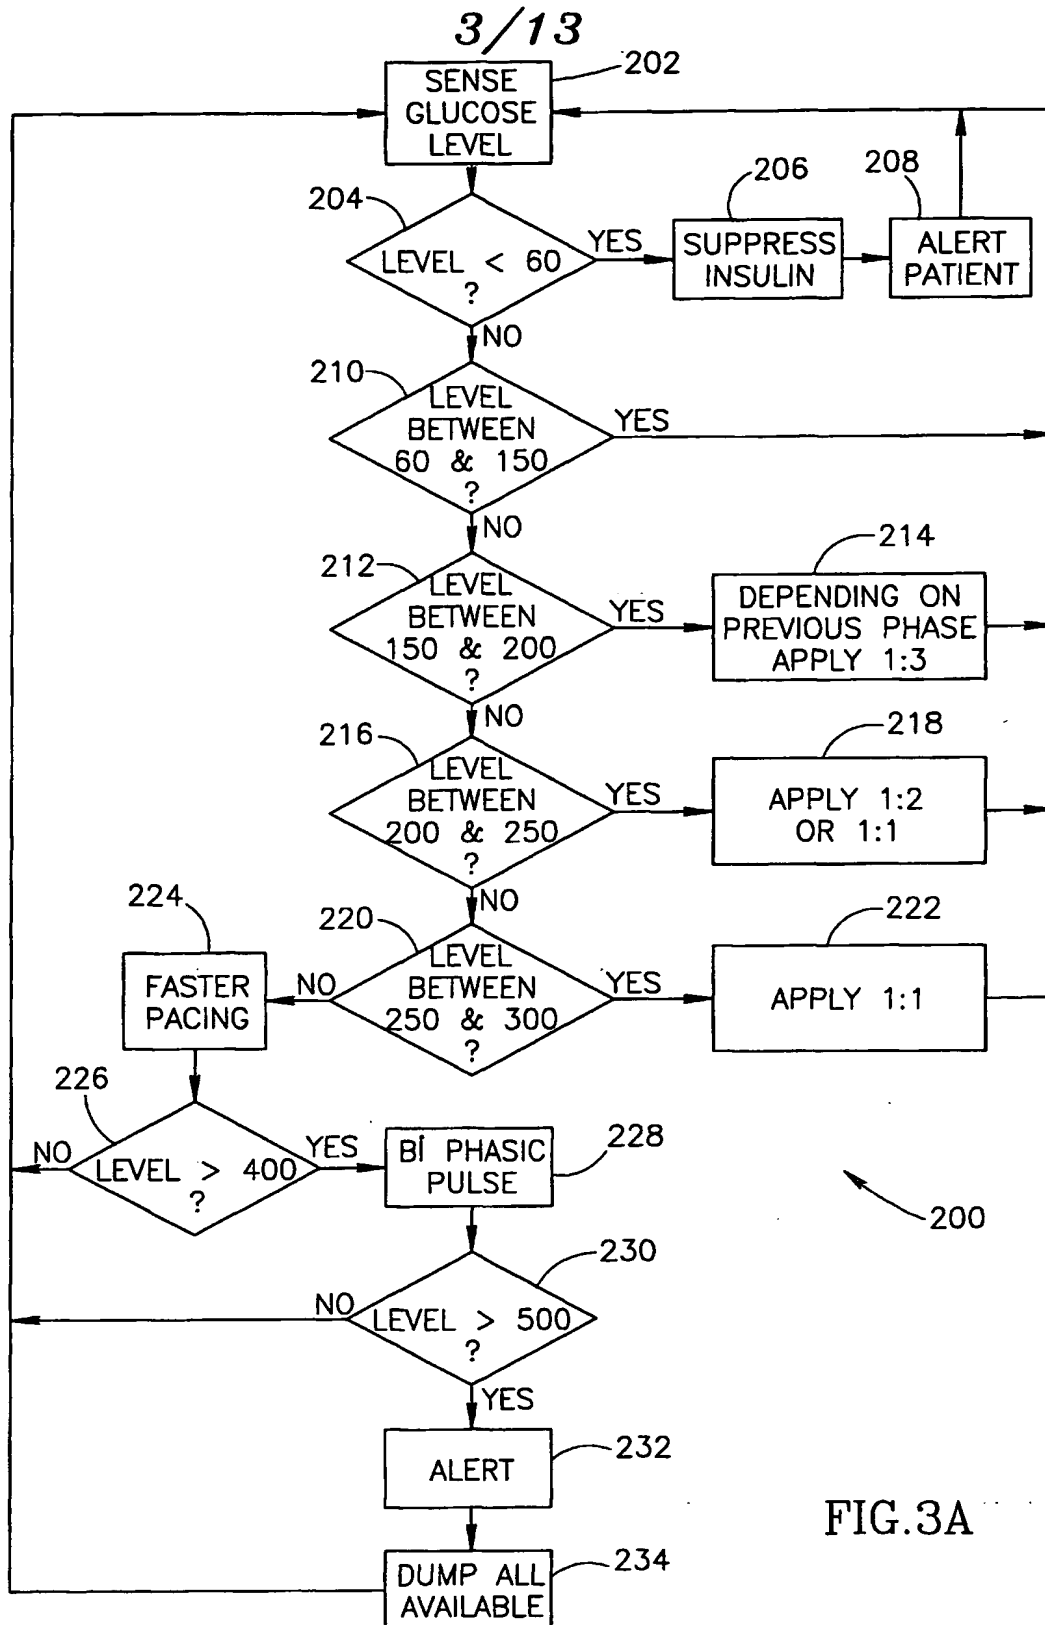 3/13
SENSE
GLUCOSE
LEVEL
202
204
LEVEL < 60
?
YES
NO
206
SUPPRESS
INSULIN
208
ALERT
PATIENT
210
LEVEL
BETWEEN
60 & 150
?
YES
NO
212
LEVEL
BETWEEN
150 & 200
?
YES
NO
214
DEPENDING ON
PREVIOUS PHASE
APPLY 1:3
216
LEVEL
BETWEEN
200 & 250
?
YES
NO
218
APPLY 1:2
OR 1:1
220
LEVEL
BETWEEN
250 & 300
?
YES
NO
222
APPLY 1:1
224
FASTER
PACING
226
LEVEL > 400
?
NO
YES
228
BI PHASIC
PULSE
200
230
LEVEL > 500
?
NO
YES
232
ALERT
234
DUMP ALL
AVAILABLE
FIG.3A